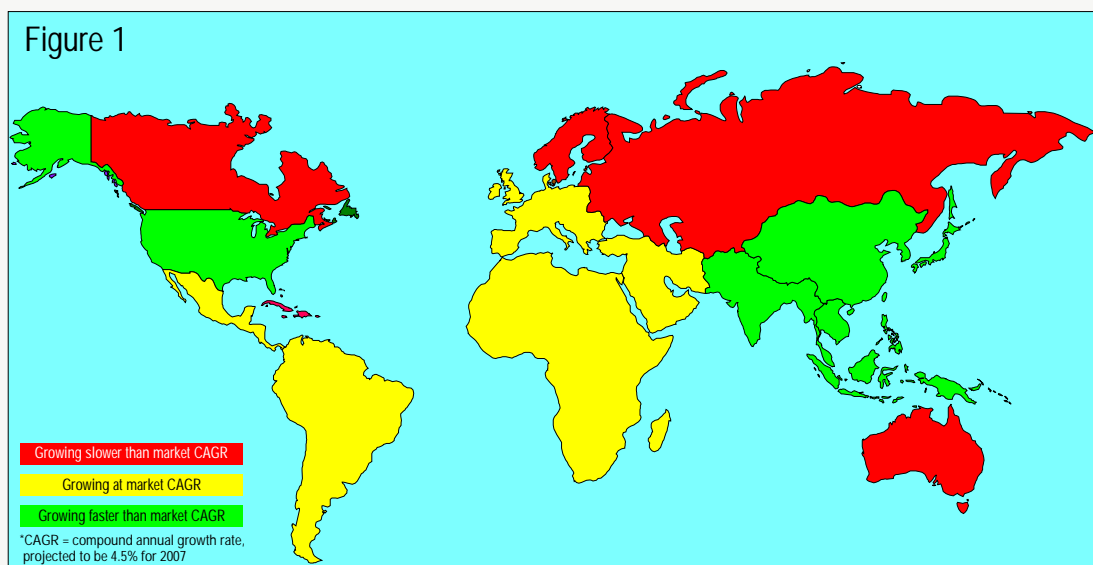 Figure 1
Growing slower than market CAGR
Growing at market CAGR
Growing faster than market CAGR
*CAGR = compound annual growth rate,
projected to be 4.5% for 2007